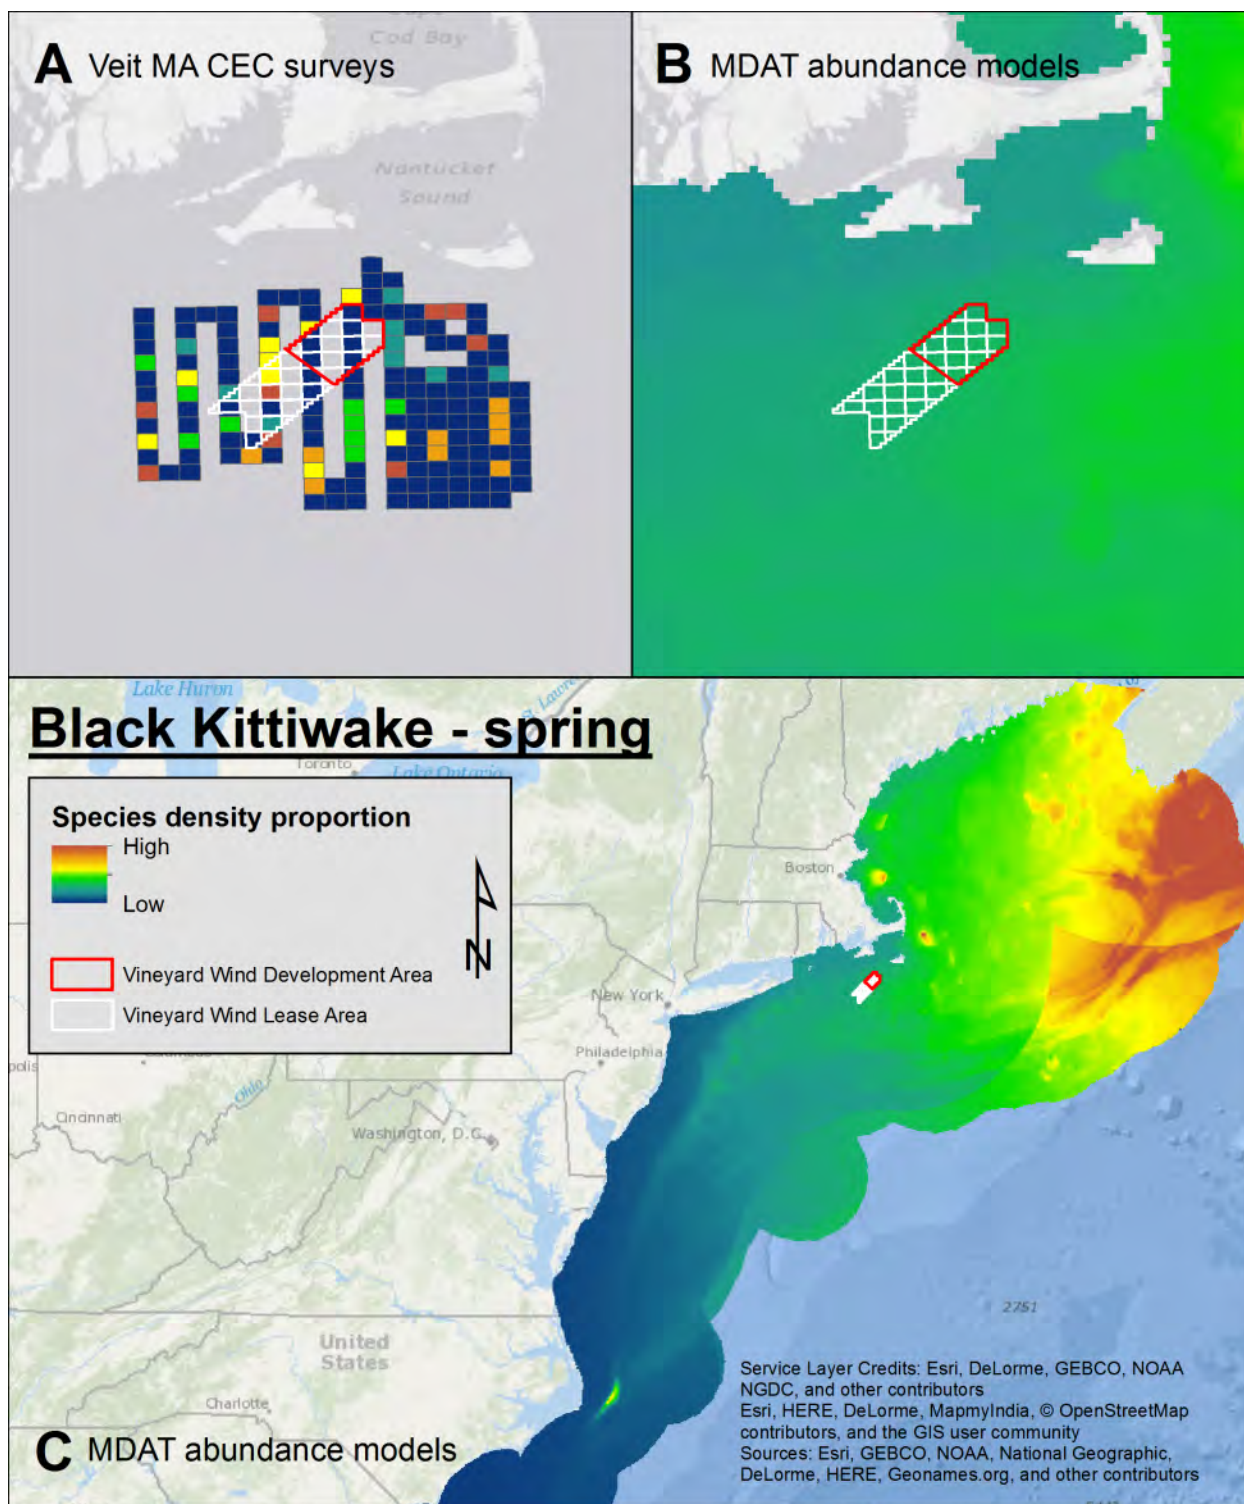 Cape
Cod Bay
A Veit MA CEC surveys
B MDAT abundance models
Nantucket
Sound
Lake Huron
St. Lawre
Black Kittiwake - spring
Toronto
Lake Ontario
Species density proportion
High
Low
N
Vineyard Wind Development Area
Vineyard Wind Lease Area
Boston
New York
Philadelphia
polis
Ohio
Cincinnati
Washington, D.C.
2751
United
States
Charlotte
Service Layer Credits: Esri, DeLorme, GEBCO, NOAA
NGDC, and other contributors
Esri, HERE, DeLorme, MapmyIndia, © OpenStreetMap
contributors, and the GIS user community
Sources: Esri, GEBCO, NOAA, National Geographic,
DeLorme, HERE, Geonames.org, and other contributors
C MDAT abundance models